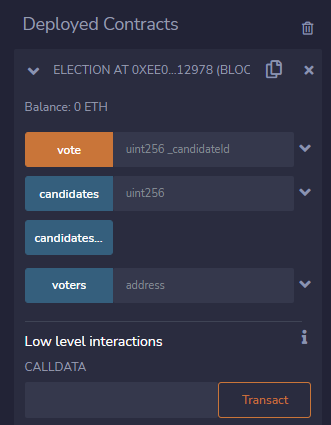 Deployed Contracts
ELECTION AT 0XEE0...12978 (BLOC
Balance: 0 ETH
vote uint256 _candidateId
candidates uint256
candidates...
voters address
Low level interactions
CALLDATA
Transact